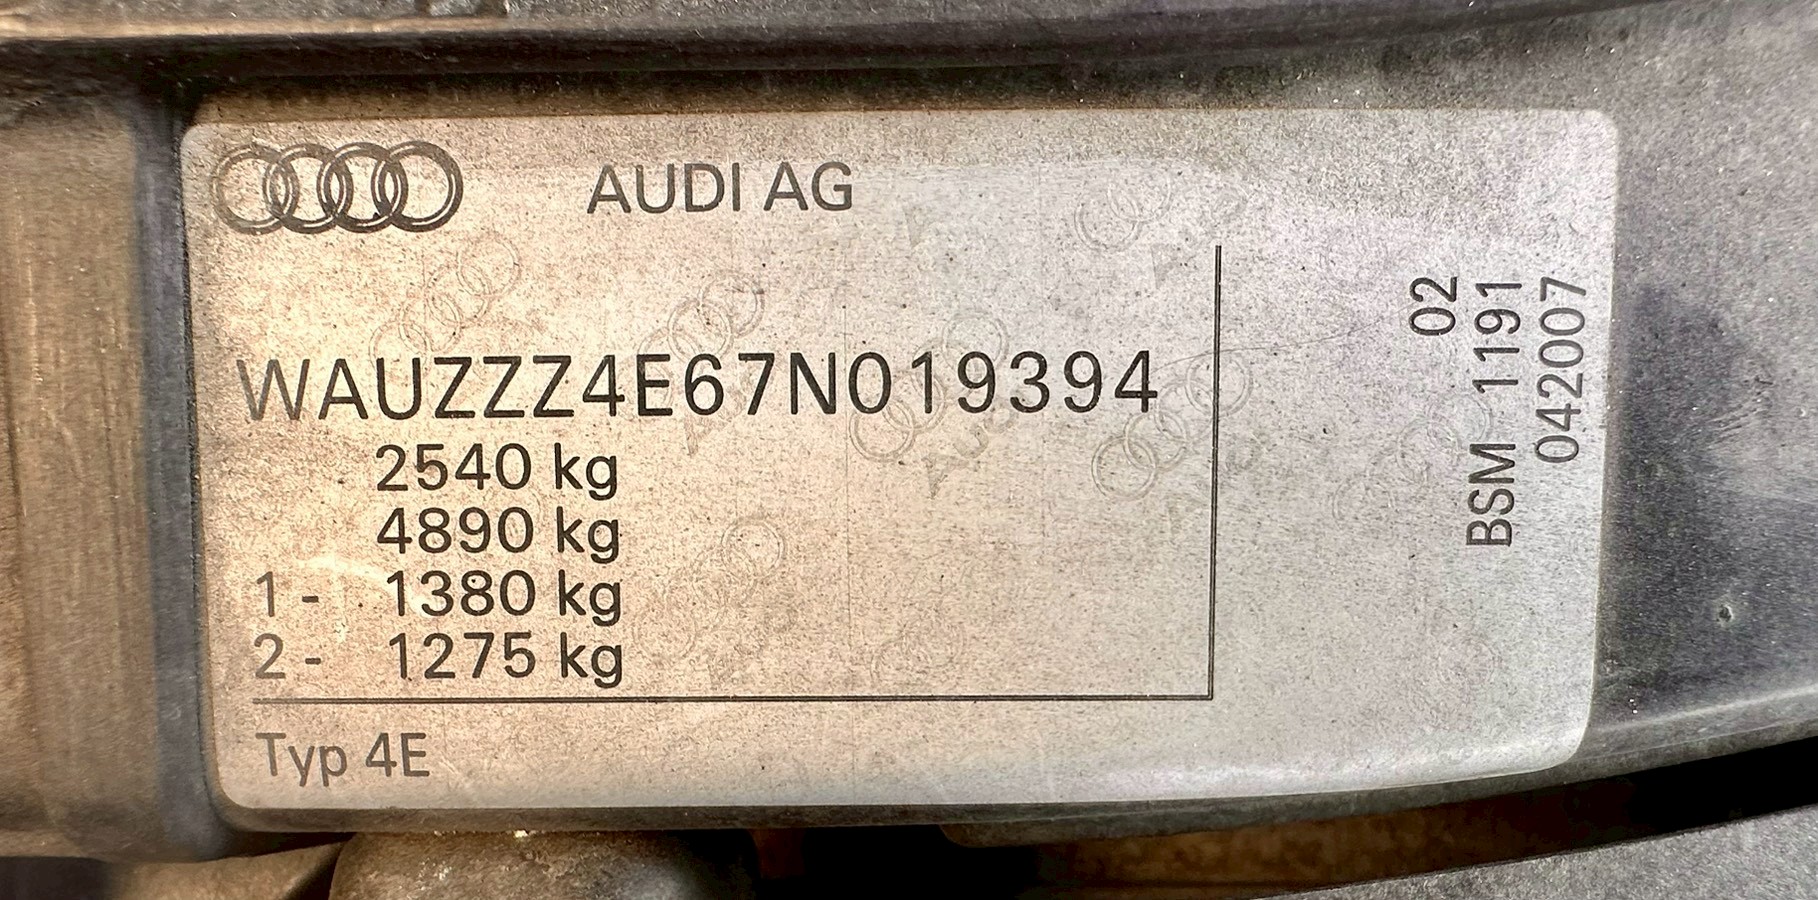 AUDI AG
WAUZZZ4E67N019394
2540 kg
4890 kg
1 - 1380 kg
2 - 1275 kg
Typ 4E
02
BSM 1191
042007